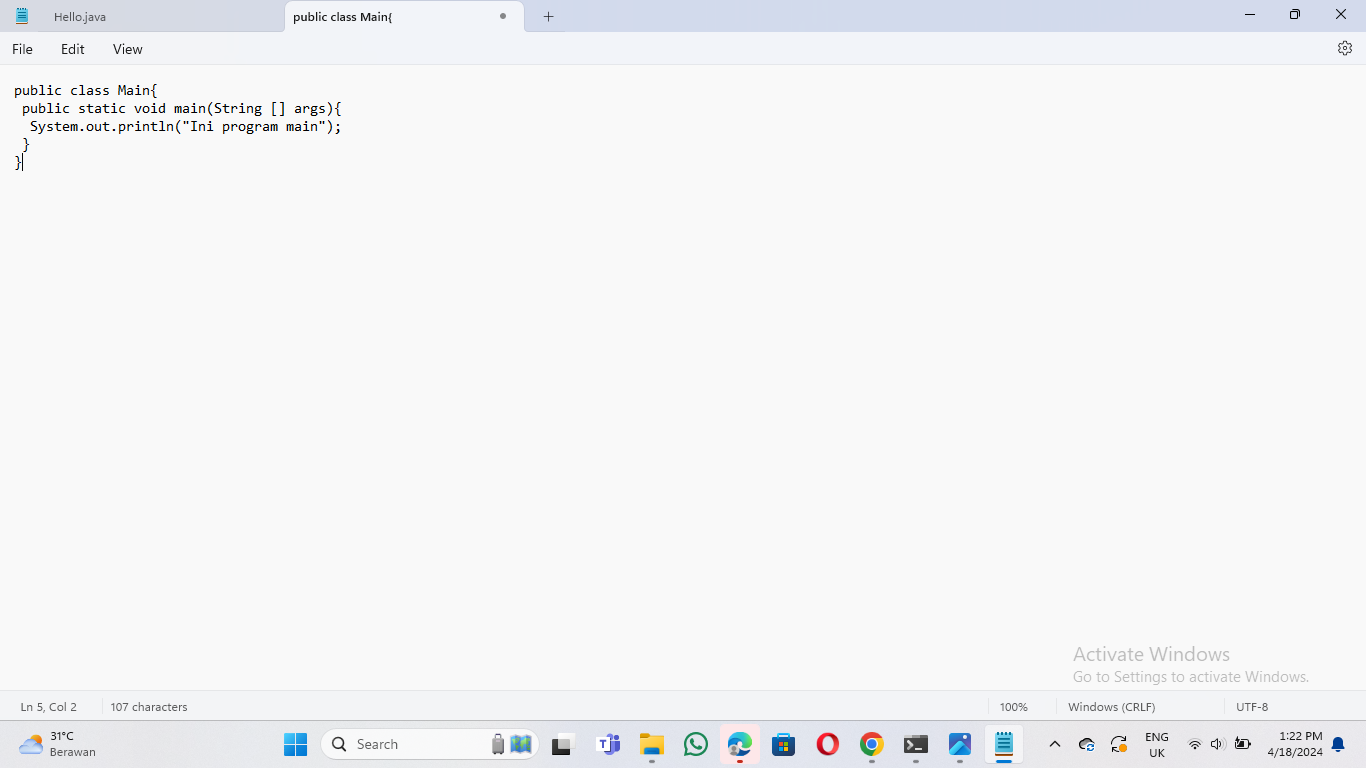 Hello.java
public class Main{
File Edit View
public class Main{
 public static void main(String [] args){
  System.out.println("Ini program main");
 }
}
Activate Windows
Go to Settings to activate Windows.
Ln 5, Col 2 107 characters 100% Windows (CRLF) UTF-8
31°C
Berawan
Search
ENG
UK
1:22 PM
4/18/2024